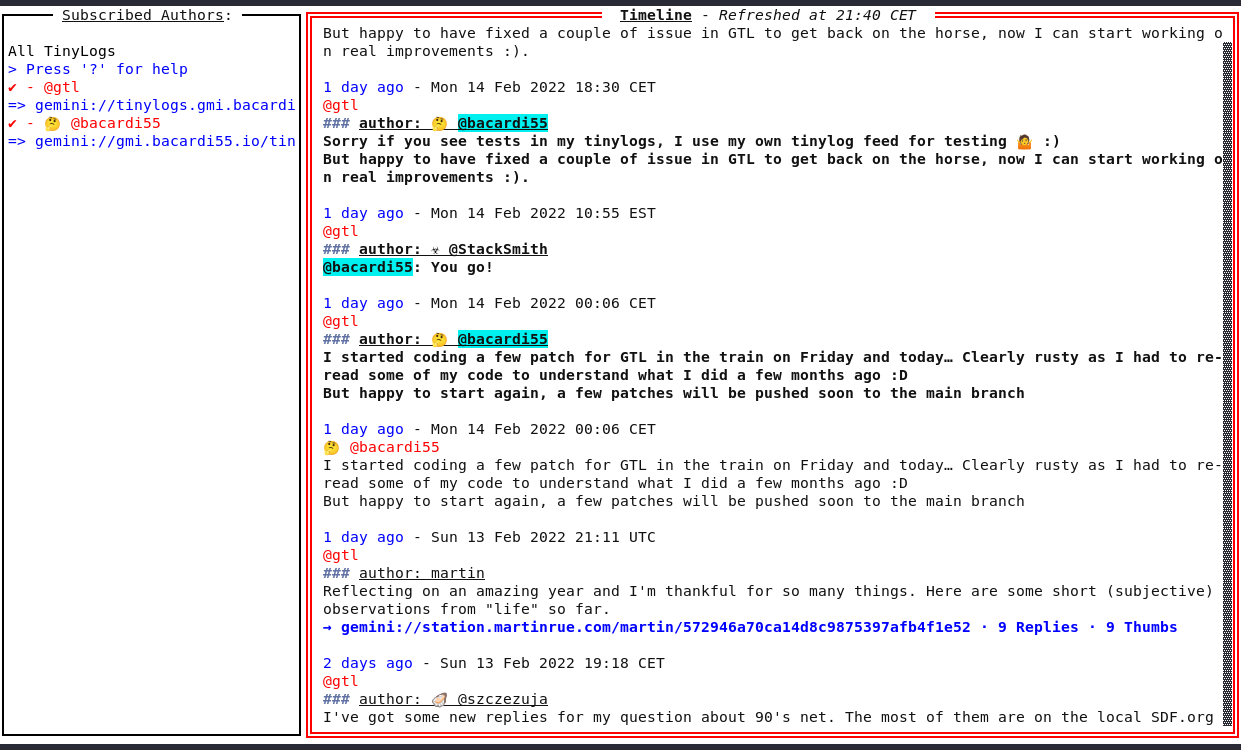 Subscribed Authors:
All TinyLogs
> Press '?' for help
✔ - @gtl
=> gemini://tinylogs.gmi.bacardi
✔ - 🤔 @bacardi55
=> gemini://gmi.bacardi55.io/tin
Timeline - Refreshed at 21:40 CET
But happy to have fixed a couple of issue in GTL to get back on the horse, now I can start working o
n real improvements :).
1 day ago - Mon 14 Feb 2022 18:30 CET
@gtl
### author: 🤔 @bacardi55
Sorry if you see tests in my tinylogs, I use my own tinylog feed for testing 🤷 :)
But happy to have fixed a couple of issue in GTL to get back on the horse, now I can start working o
n real improvements :).
1 day ago - Mon 14 Feb 2022 10:55 EST
@gtl
### author: ☣ @StackSmith
@bacardi55: You go!
1 day ago - Mon 14 Feb 2022 00:06 CET
@gtl
### author: 🤔 @bacardi55
I started coding a few patch for GTL in the train on Friday and today… Clearly rusty as I had to re-
read some of my code to understand what I did a few months ago :D
But happy to start again, a few patches will be pushed soon to the main branch
1 day ago - Mon 14 Feb 2022 00:06 CET
🤔 @bacardi55
I started coding a few patch for GTL in the train on Friday and today… Clearly rusty as I had to re-
read some of my code to understand what I did a few months ago :D
But happy to start again, a few patches will be pushed soon to the main branch
1 day ago - Sun 13 Feb 2022 21:11 UTC
@gtl
### author: martin
Reflecting on an amazing year and I'm thankful for so many things. Here are some short (subjective)
observations from "life" so far.
→ gemini://station.martinrue.com/martin/572946a70ca14d8c9875397afb4f1e52 · 9 Replies · 9 Thumbs
2 days ago - Sun 13 Feb 2022 19:18 CET
@gtl
### author: 🦪 @szczezuja
I've got some new replies for my question about 90's net. The most of them are on the local SDF.org